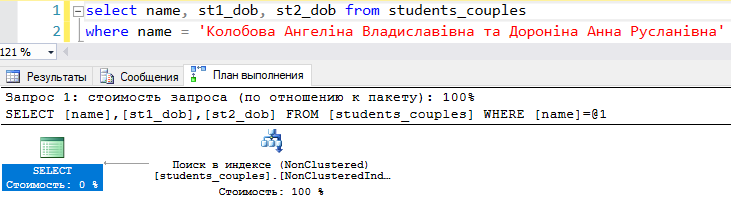 1 select name, st1_dob, st2_dob from students_couples
2 where name = 'Колобова Ангеліна Владиславівна та Дороніна Анна Русланівна'
121 %
Результаты Сообщения План выполнения
Запрос 1: стоимость запроса (по отношению к пакету): 100%
SELECT [name],[st1_dob],[st2_dob] FROM [students_couples] WHERE [name]=@1
SELECT
Стоимость: 0 %
Поиск в индексе (NonClustered)
[students_couples].[NonClusteredInd…
Стоимость: 100 %